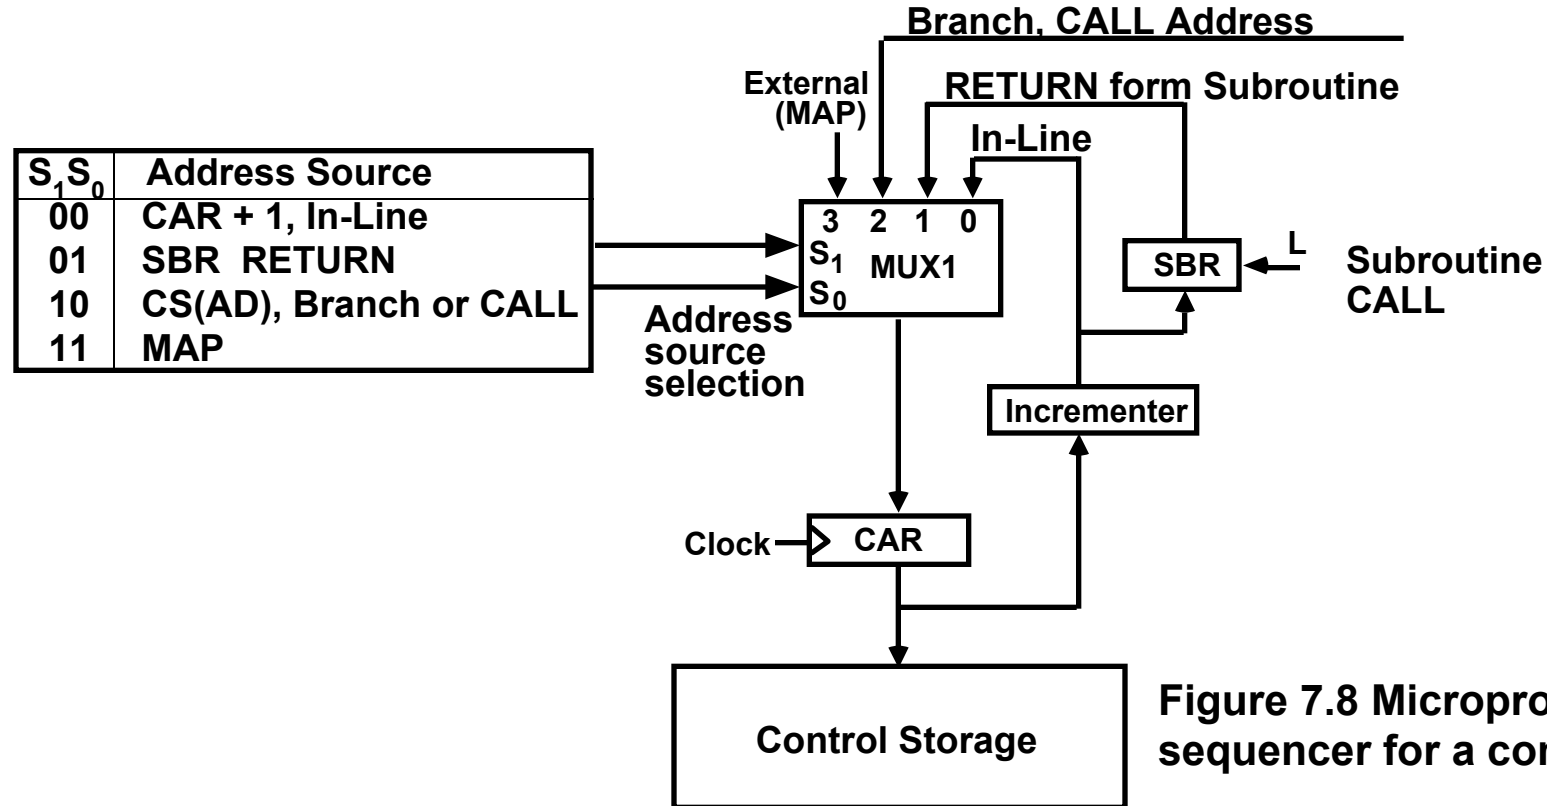 Branch, CALL Address
External
(MAP)
RETURN form Subroutine
In-Line
S1S0 Address Source
00 CAR + 1, In-Line
01 SBR RETURN
10 CS(AD), Branch or CALL
11 MAP
3 2 1 0
S1
MUX1
S0
SBR
L
Subroutine
CALL
Address
source
selection
Incrementer
Clock
CAR
Control Storage
Figure 7.8 Micropro
sequencer for a co